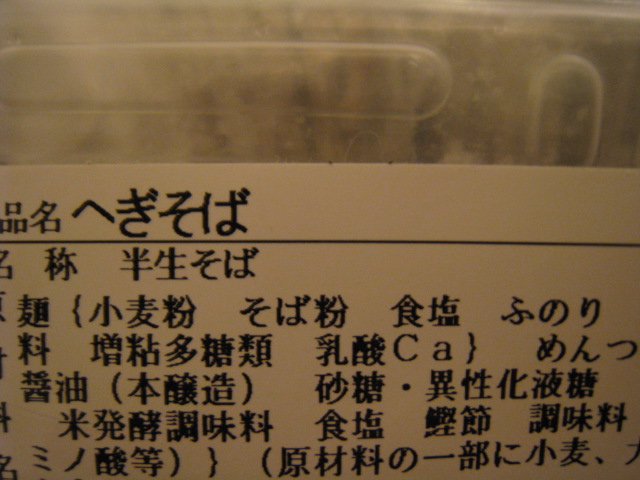 品名 へぎそば
名 称 半生そば
原 麺｛小麦粉 そば粉 食塩 ふのり
料 増粘多糖類 乳酸Ca｝ めんつ
醤油（本醸造） 砂糖・異性化液糖
料 米発酵調味料 食塩 鰹節 調味料
名 ミノ酸等）｝（原材料の一部に小麦、大